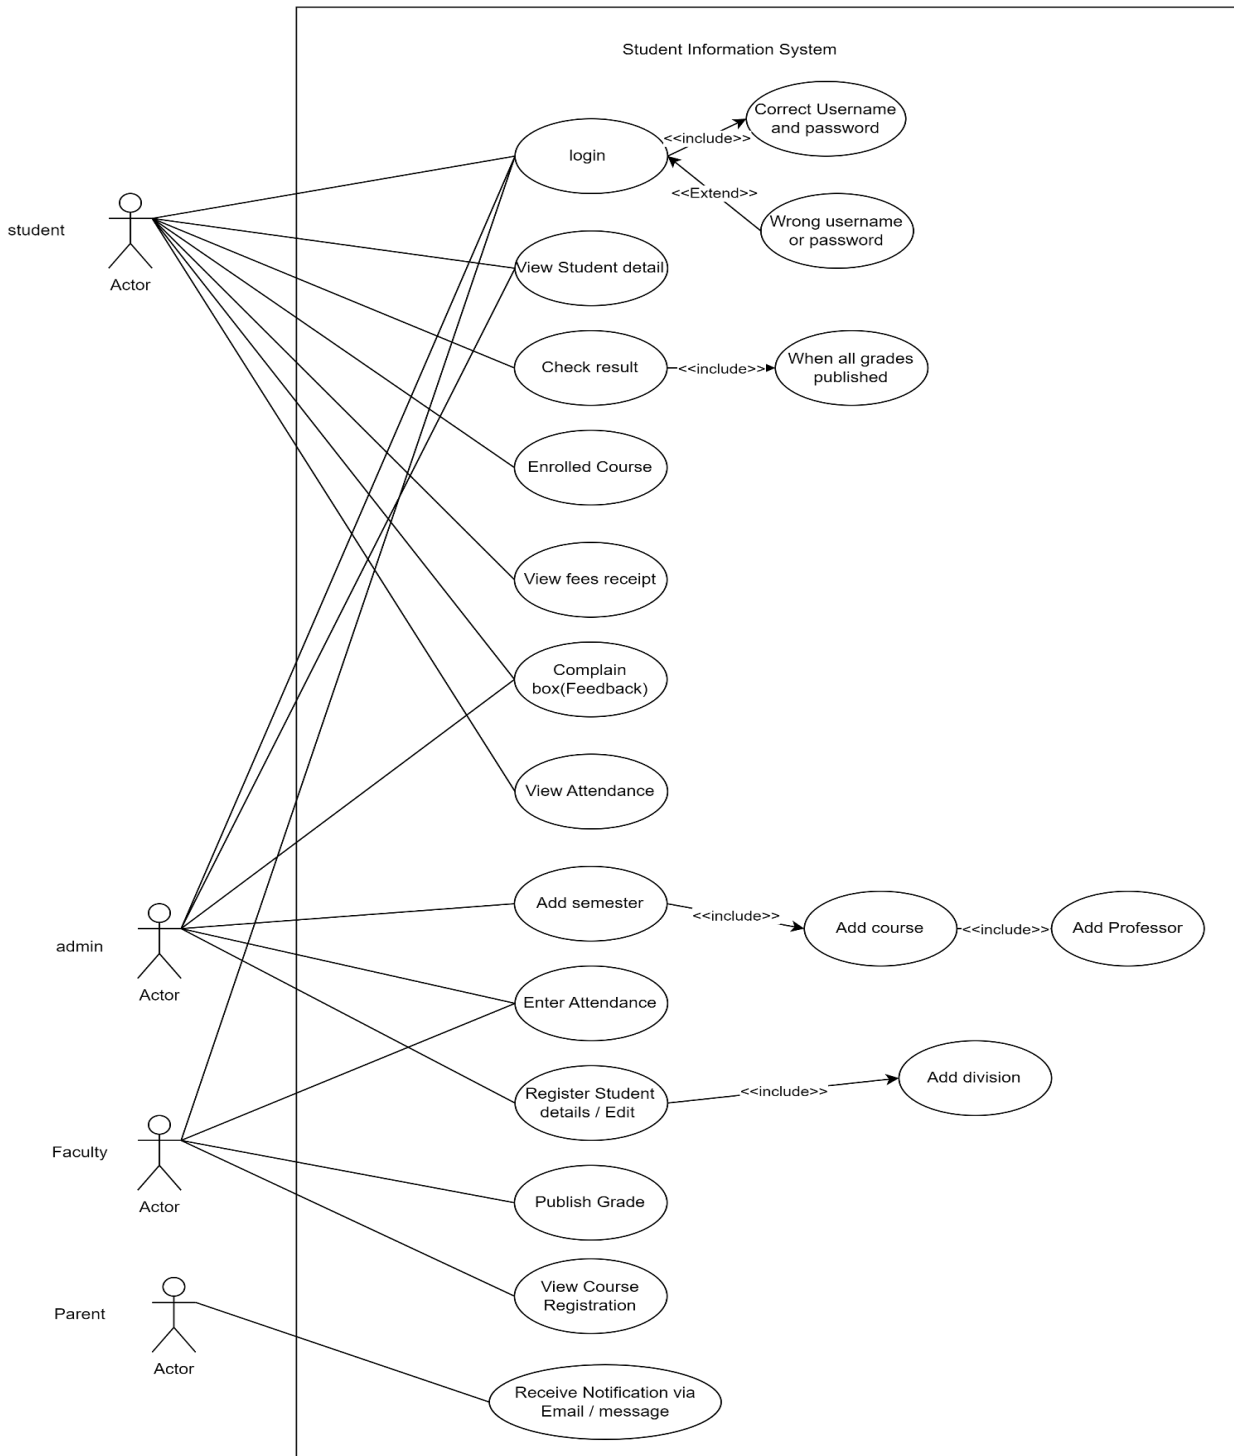 Student Information System
Correct Username
and password
<<include>>
login
<<Extend>>
Wrong username
or password
student
Actor
View Student detail
Check result
<<include>>
When all grades
published
Enrolled Course
View fees receipt
Complain
box(Feedback)
View Attendance
Add semester
<<include>>
Add course
<<include>>
Add Professor
admin
Actor
Enter Attendance
Register Student
details / Edit
<<include>>
Add division
Faculty
Actor
Publish Grade
View Course
Registration
Parent
Actor
Receive Notification via
Email / message